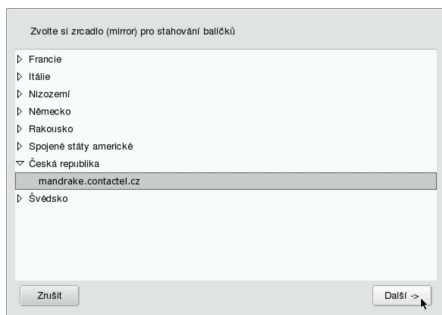 Zvolte si zrcadlo (mirror) pro stahování balíčků
Francie
Itálie
Nizozemí
Německo
Rakousko
Spojené státy americké
Česká republika
mandrake.contactel.cz
Švédsko
Zrušit
Další ->